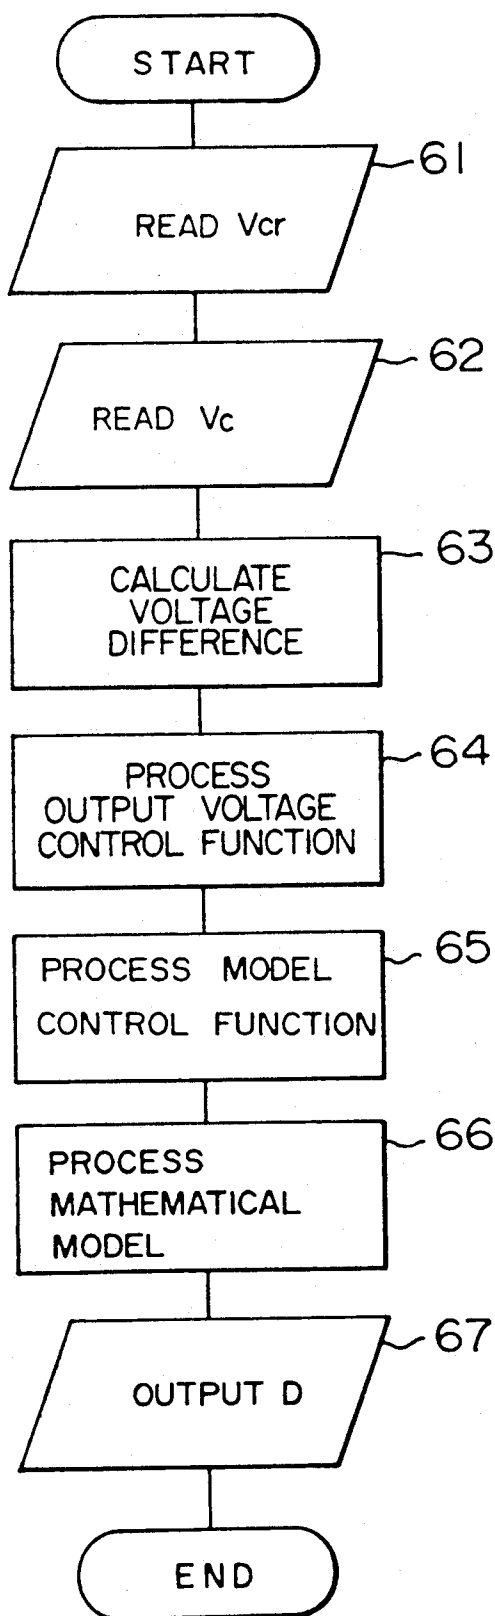 START
61
READ Vcr
62
READ Vc
63
CALCULATE
VOLTAGE
DIFFERENCE
64
PROCESS
OUTPUT VOLTAGE
CONTROL FUNCTION
65
PROCESS MODEL
CONTROL FUNCTION
66
PROCESS
MATHEMATICAL
MODEL
67
OUTPUT D
END